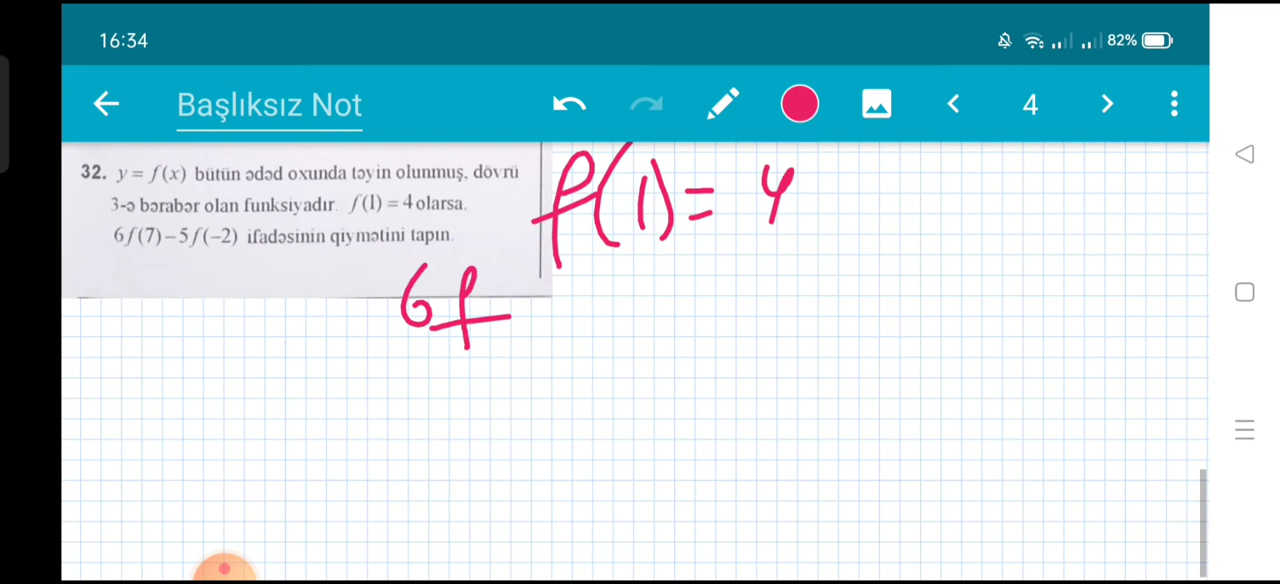 16:34
82%
Başlıksız Not
4
32. y = f(x) bütün ədəd oxunda təyin olunmuş, dövrü
3-ə bərabər olan funksiyadır. f(1) = 4 olarsa.
6f(7) – 5f(–2) ifadəsinin qiymətini tapın.
f(1) = 4
6f